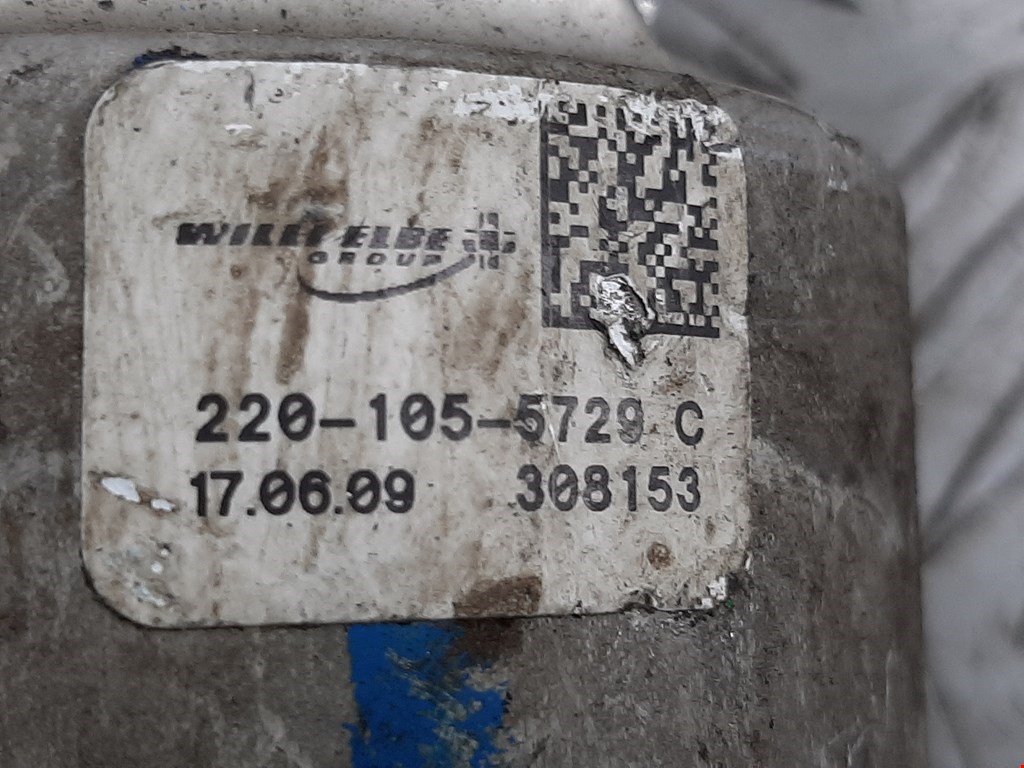 WILLI ELBE
GROUP
220-105-5729 C
17.06.09 308153